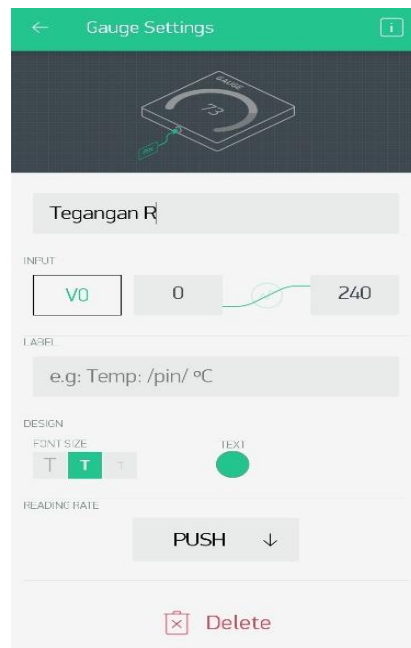 Gauge Settings
i
GAUGE
73
PIN
Tegangan R
INPUT
V0 0 240
LABEL
e.g: Temp: /pin/ ºC
DESIGN
FONT SIZE TEXT
T T T
READING RATE
PUSH
Delete